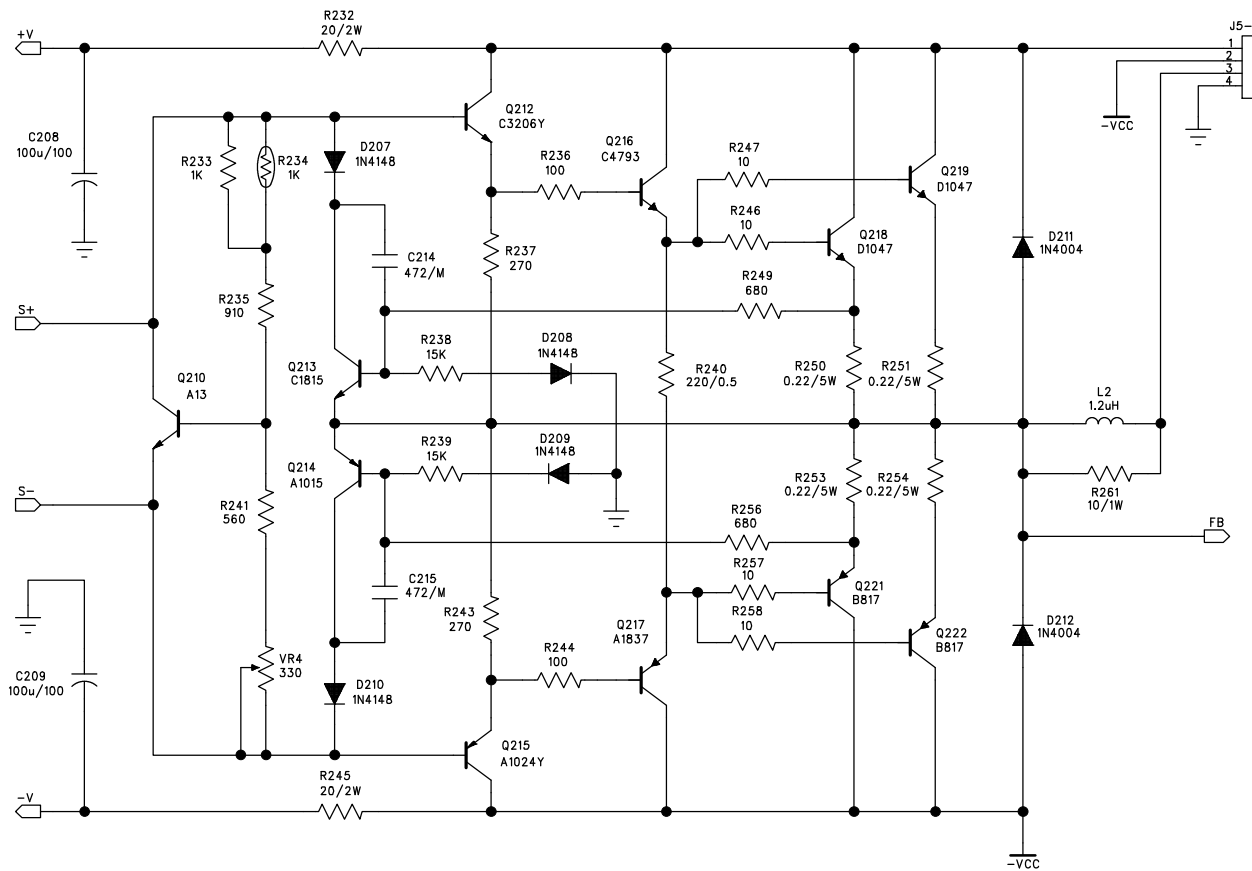 R232
20/2W
J5-
+V
1
2
3
4
-VCC
C208
100u/100
R233
1K
R234
1K
D207
1N4148
Q212
C3206Y
R236
100
Q216
C4793
R247
10
Q219
D1047
R246
10
Q218
D1047
R237
270
C214
472/M
R249
680
D211
1N4004
R235
910
S+
R238
15K
D208
1N4148
Q213
C1815
R240
220/0.5
R250
0.22/5W
R251
0.22/5W
Q210
A13
L2
1.2uH
R239
15K
D209
1N4148
Q214
A1015
R253
0.22/5W
R254
0.22/5W
R261
10/1W
S-
R241
560
R256
680
FB
C215
472/M
R257
10
Q221
B817
R258
10
R243
270
Q217
A1837
Q222
B817
D212
1N4004
R244
100
VR4
330
C209
100u/100
D210
1N4148
Q215
A1024Y
R245
20/2W
-V
-VCC